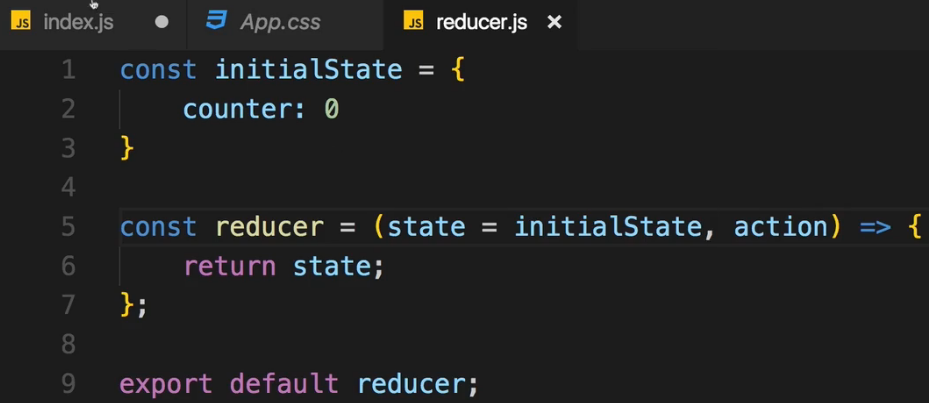 JS index.js
App.css
JS reducer.js ×
1 const initialState = {
2 counter: 0
3 }
4
5 const reducer = (state = initialState, action) => {
6 return state;
7 };
8
9 export default reducer;